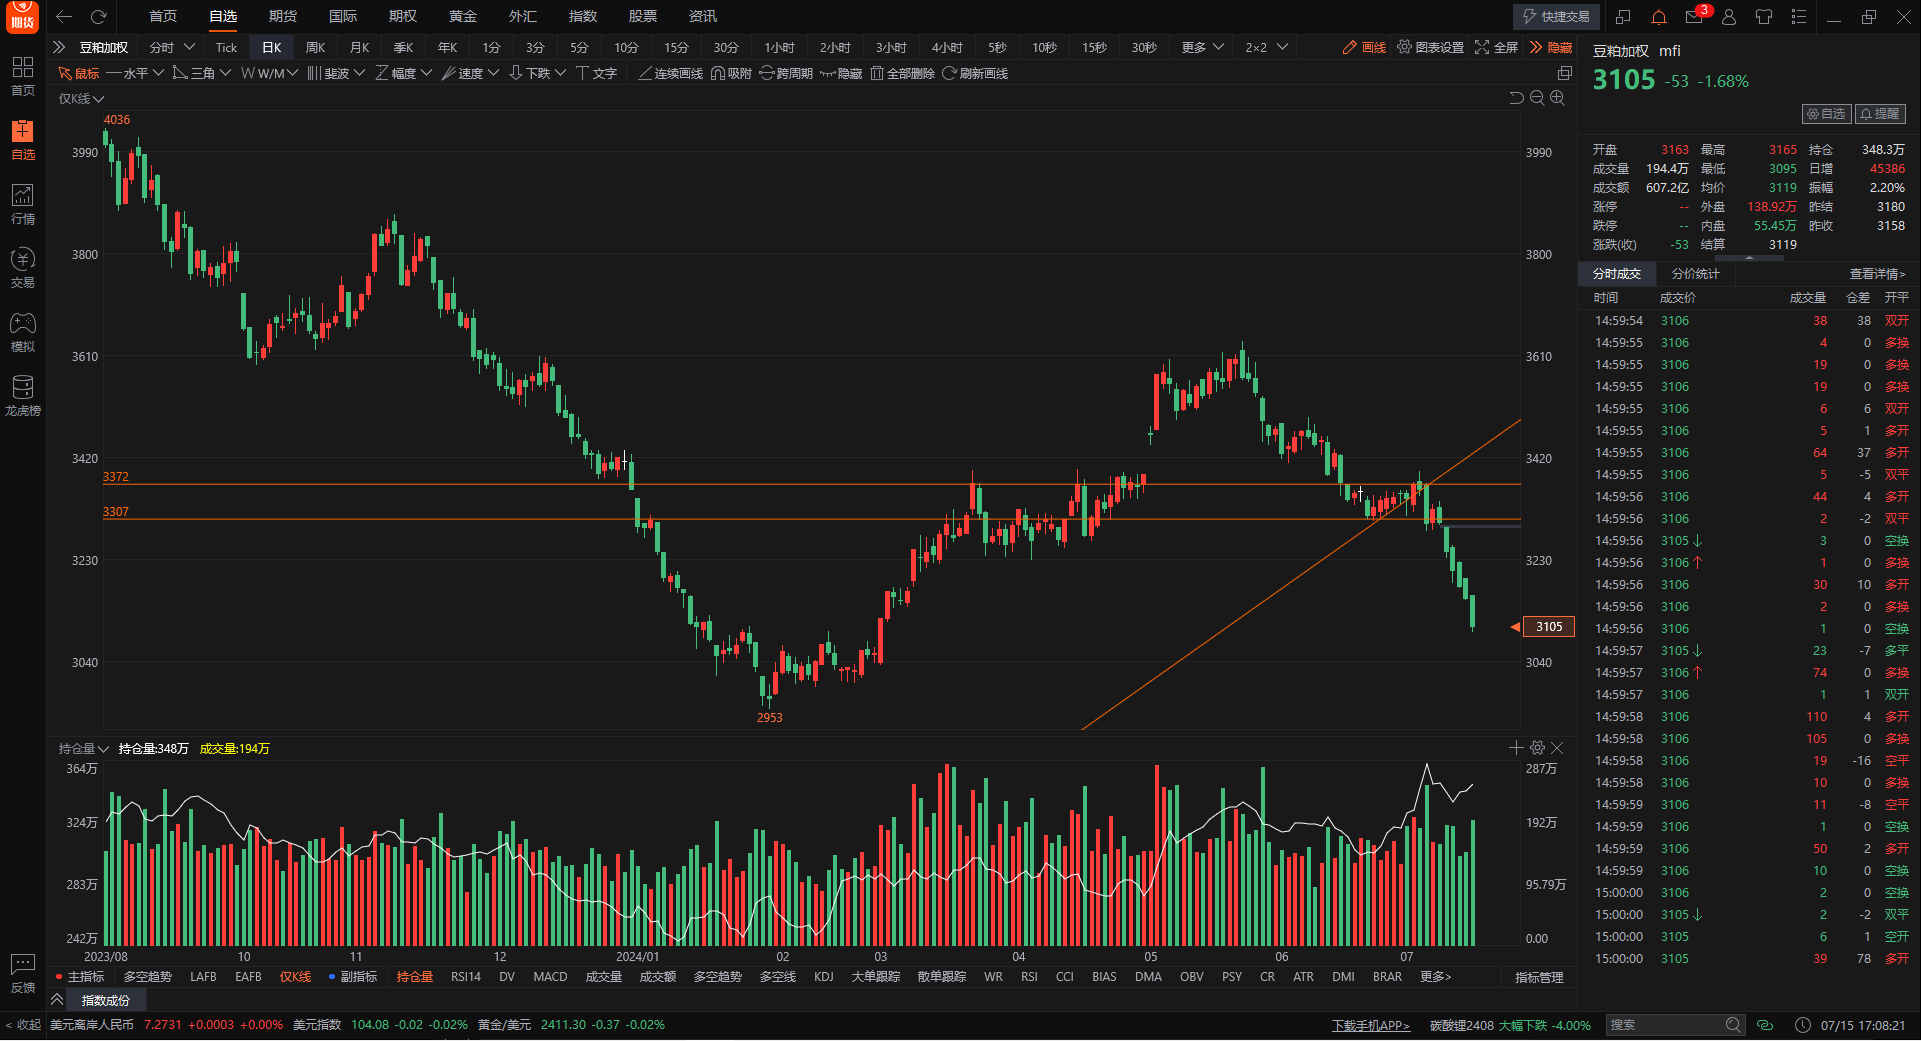 期货
首页 自选 期货 国际 期权 黄金 外汇 指数 股票 资讯 快捷交易 3
豆粕加权 分时 Tick 日K 周K 月K 季K 年K 1分 3分 5分 10分 15分 30分 1小时 2小时 3小时 4小时 5秒 10秒 15秒 30秒 更多 2×2 画线 图表设置 全屏 隐藏
鼠标 水平 三角 W/M 斐波 幅度 速度 下跌 文字 连续画线 吸附 跨周期 隐藏 全部删除 刷新画线
首页
自选
行情
交易
模拟
龙虎榜
反馈
< 收起
仅K线
4036
3990 3990
3800 3800
3610 3610
3420 3420
3372
3307
3230 3230
3105
3040 3040
2953
持仓量 持仓量:348万 成交量:194万
364万 287万
324万 192万
283万 95.79万
242万 0.00
2023/08 10 11 12 2024/01 02 03 04 05 06 07
主指标 多空趋势 LAFB EAFB 仅K线 副指标 持仓量 RSI14 DV MACD 成交量 成交额 多空趋势 多空线 KDJ 大单跟踪 散单跟踪 WR RSI CCI BIAS DMA OBV PSY CR ATR DMI BRAR 更多> 指标管理
指数成份
豆粕加权 mfi
3105 -53 -1.68%
自选 提醒
开盘 3163 最高 3165 持仓 348.3万
成交量 194.4万 最低 3095 日增 45386
成交额 607.2亿 均价 3119 振幅 2.20%
涨停 -- 外盘 138.92万 昨结 3180
跌停 -- 内盘 55.45万 昨收 3158
涨跌(收) -53 结算 3119
分时成交 分价统计 查看详情>
时间 成交价 成交量 仓差 开平
14:59:54 3106 38 38 双开
14:59:55 3106 4 0 多换
14:59:55 3106 19 0 多换
14:59:55 3106 19 0 多换
14:59:55 3106 6 6 双开
14:59:55 3106 5 1 多开
14:59:55 3106 64 37 多开
14:59:55 3106 5 -5 双平
14:59:56 3106 44 4 多开
14:59:56 3106 2 -2 双平
14:59:56 3105↓ 3 0 空换
14:59:56 3106↑ 1 0 多换
14:59:56 3106 30 10 多开
14:59:56 3106 2 0 多换
14:59:56 3106 1 0 空换
14:59:57 3105↓ 23 -7 多平
14:59:57 3106↑ 74 0 多换
14:59:57 3106 1 1 双开
14:59:58 3106 110 4 多开
14:59:58 3106 105 0 多换
14:59:58 3106 19 -16 空平
14:59:58 3106 10 0 多换
14:59:59 3106 11 -8 空平
14:59:59 3106 1 0 空换
14:59:59 3106 50 2 多开
14:59:59 3106 10 0 空换
15:00:00 3106 2 0 空换
15:00:00 3105↓ 2 -2 双平
15:00:00 3105 6 1 空开
15:00:00 3105 39 78 多开
美元离岸人民币 7.2731 +0.0003 +0.00% 美元指数 104.08 -0.02 -0.02% 黄金/美元 2411.30 -0.37 -0.02% 下载手机APP> 碳酸锂2408 大幅下跌 -4.00% 搜索 07/15 17:08:21